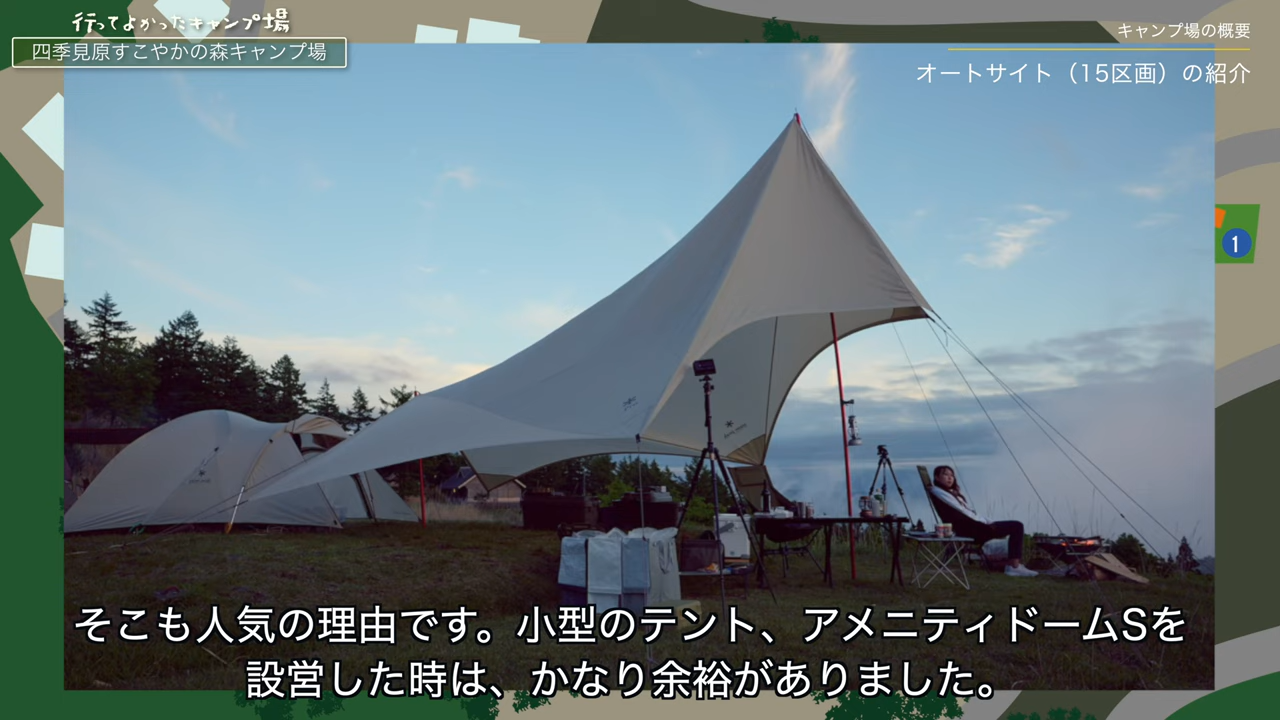 行ってよかったキャンプ場
四季見原すこやかの森キャンプ場
キャンプ場の概要
オートサイト（15区画）の紹介
1
そこも人気の理由です。小型のテント、アメニティドームSを
設営した時は、かなり余裕がありました。